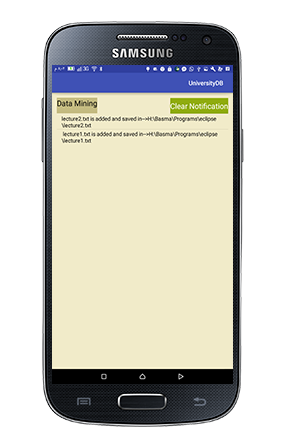 SAMSUNG
3G
UniversityDB
Data Mining
Clear Notification
lecture2.txt is added and saved in-->H:\Basma\Programs\eclipse
\lecture2.txt
lecture1.txt is added and saved in-->H:\Basma\Programs\eclipse
\lecture1.txt